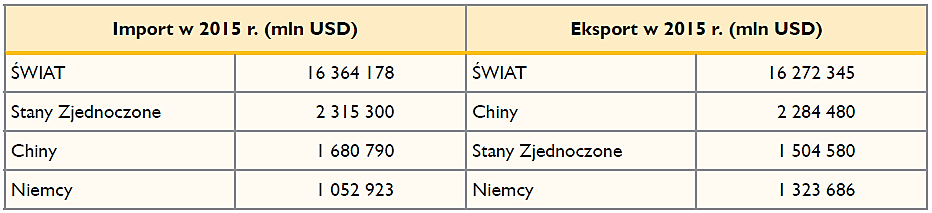 Import w 2015 r. (mln USD) Eksport w 2015 r. (mln USD)
ŚWIAT 16 364 178 ŚWIAT 16 272 345
Stany Zjednoczone 2 315 300 Chiny 2 284 480
Chiny 1 680 790 Stany Zjednoczone 1 504 580
Niemcy 1 052 923 Niemcy 1 323 686